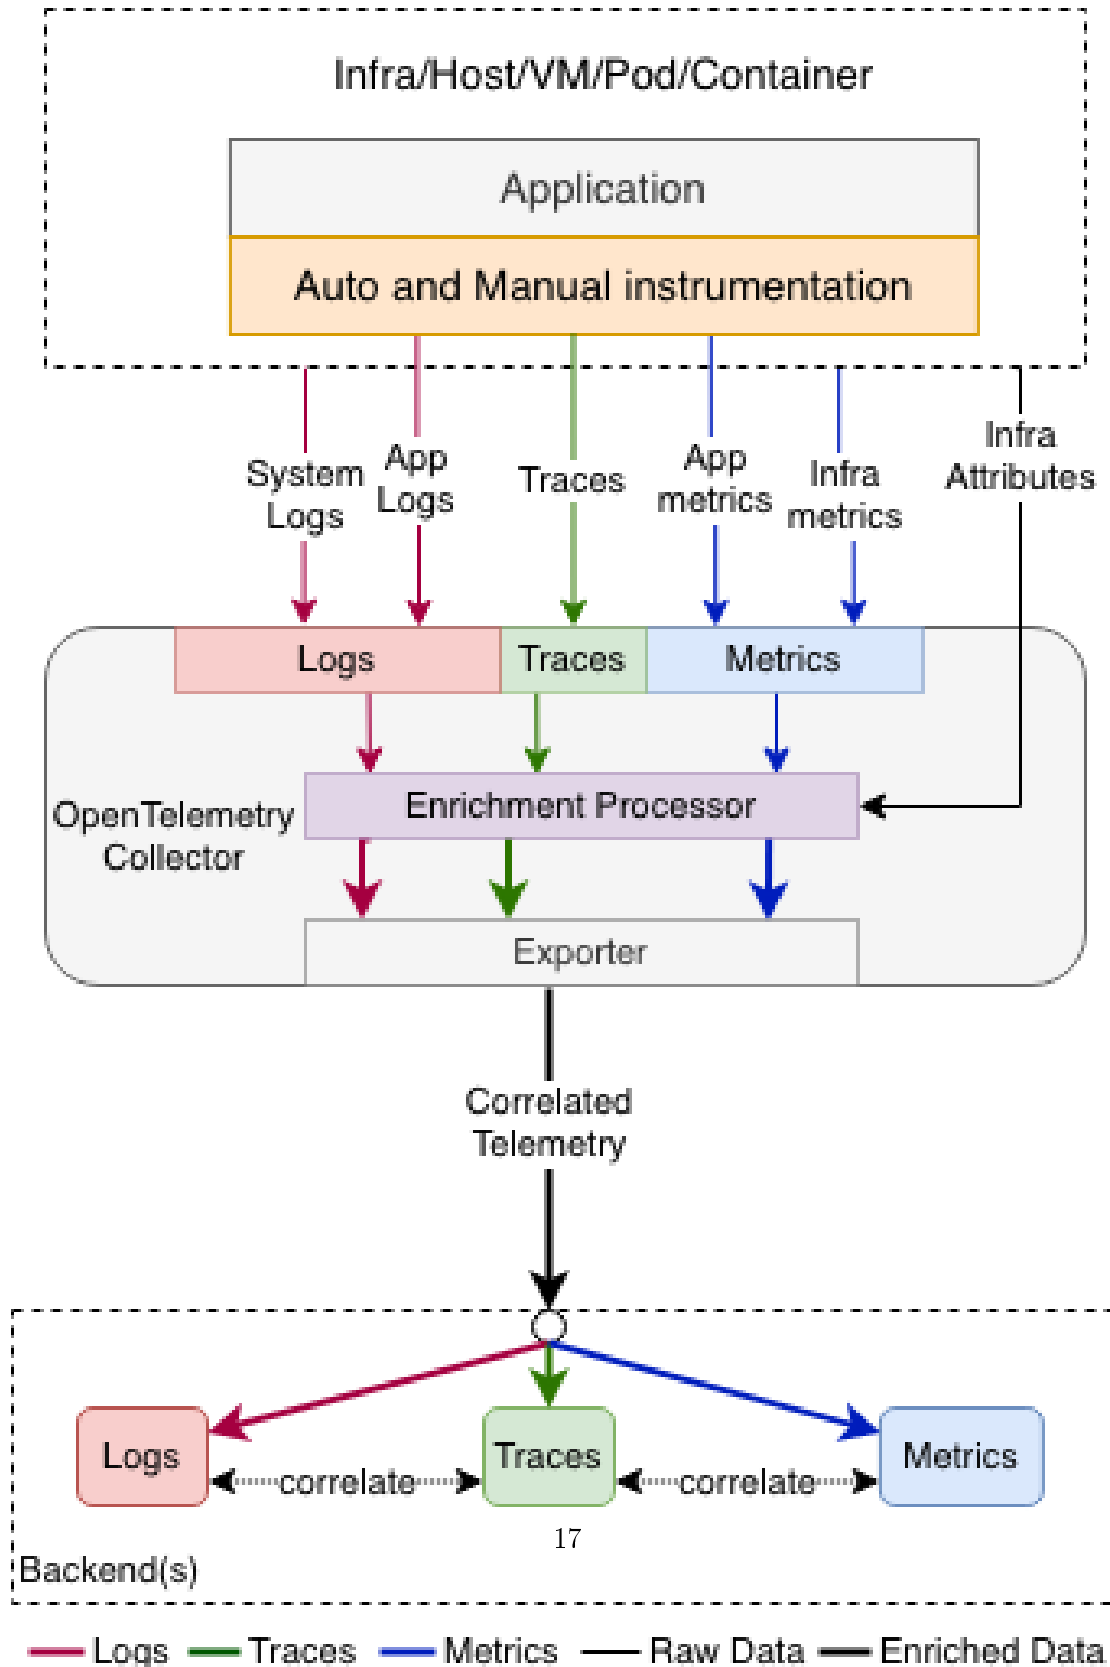 Infra/Host/VM/Pod/Container
Application
Auto and Manual instrumentation
System
Logs
App
Logs
Traces
App
metrics
Infra
metrics
Infra
Attributes
Logs
Traces
Metrics
Enrichment Processor
OpenTelemetry
Collector
Exporter
Correlated
Telemetry
Logs
correlate
Traces
correlate
Metrics
17
Backend(s)
Logs Traces Metrics Raw Data Enriched Data